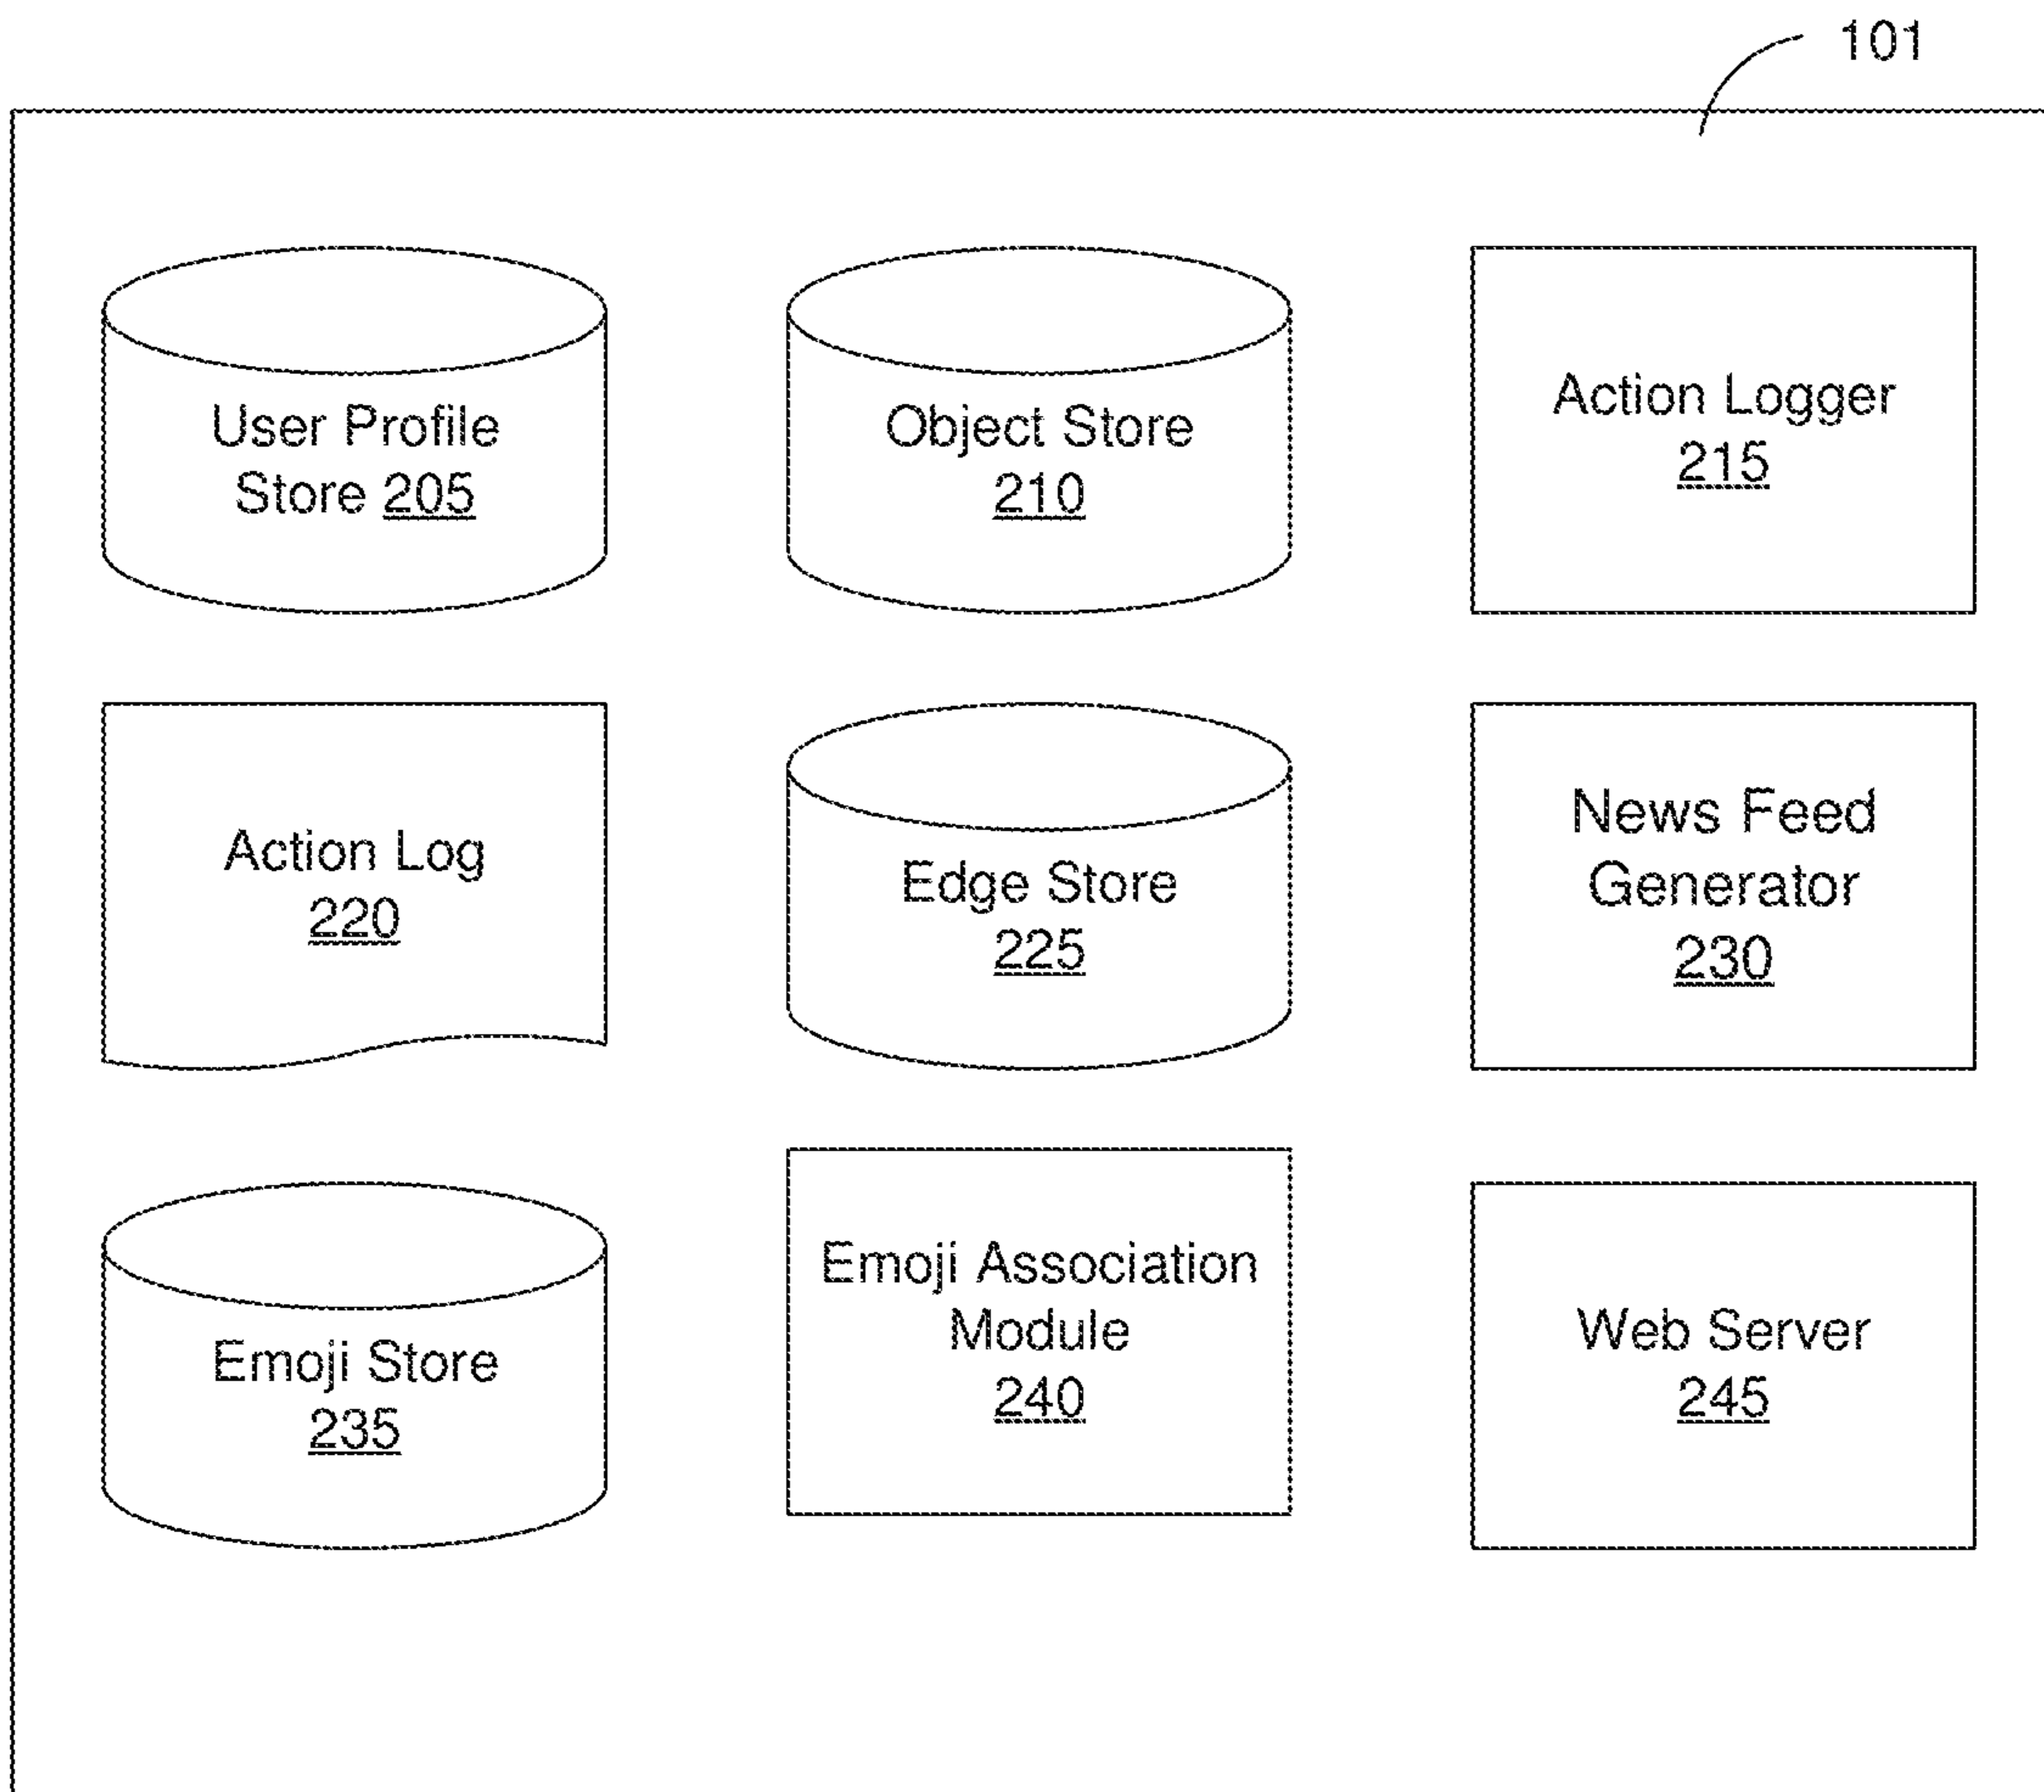 101
User Profile
Store 205
Object Store
210
Action Logger
215
Action Log
220
Edge Store
225
News Feed
Generator
230
Emoji Store
235
Emoji Association
Module
240
Web Server
245